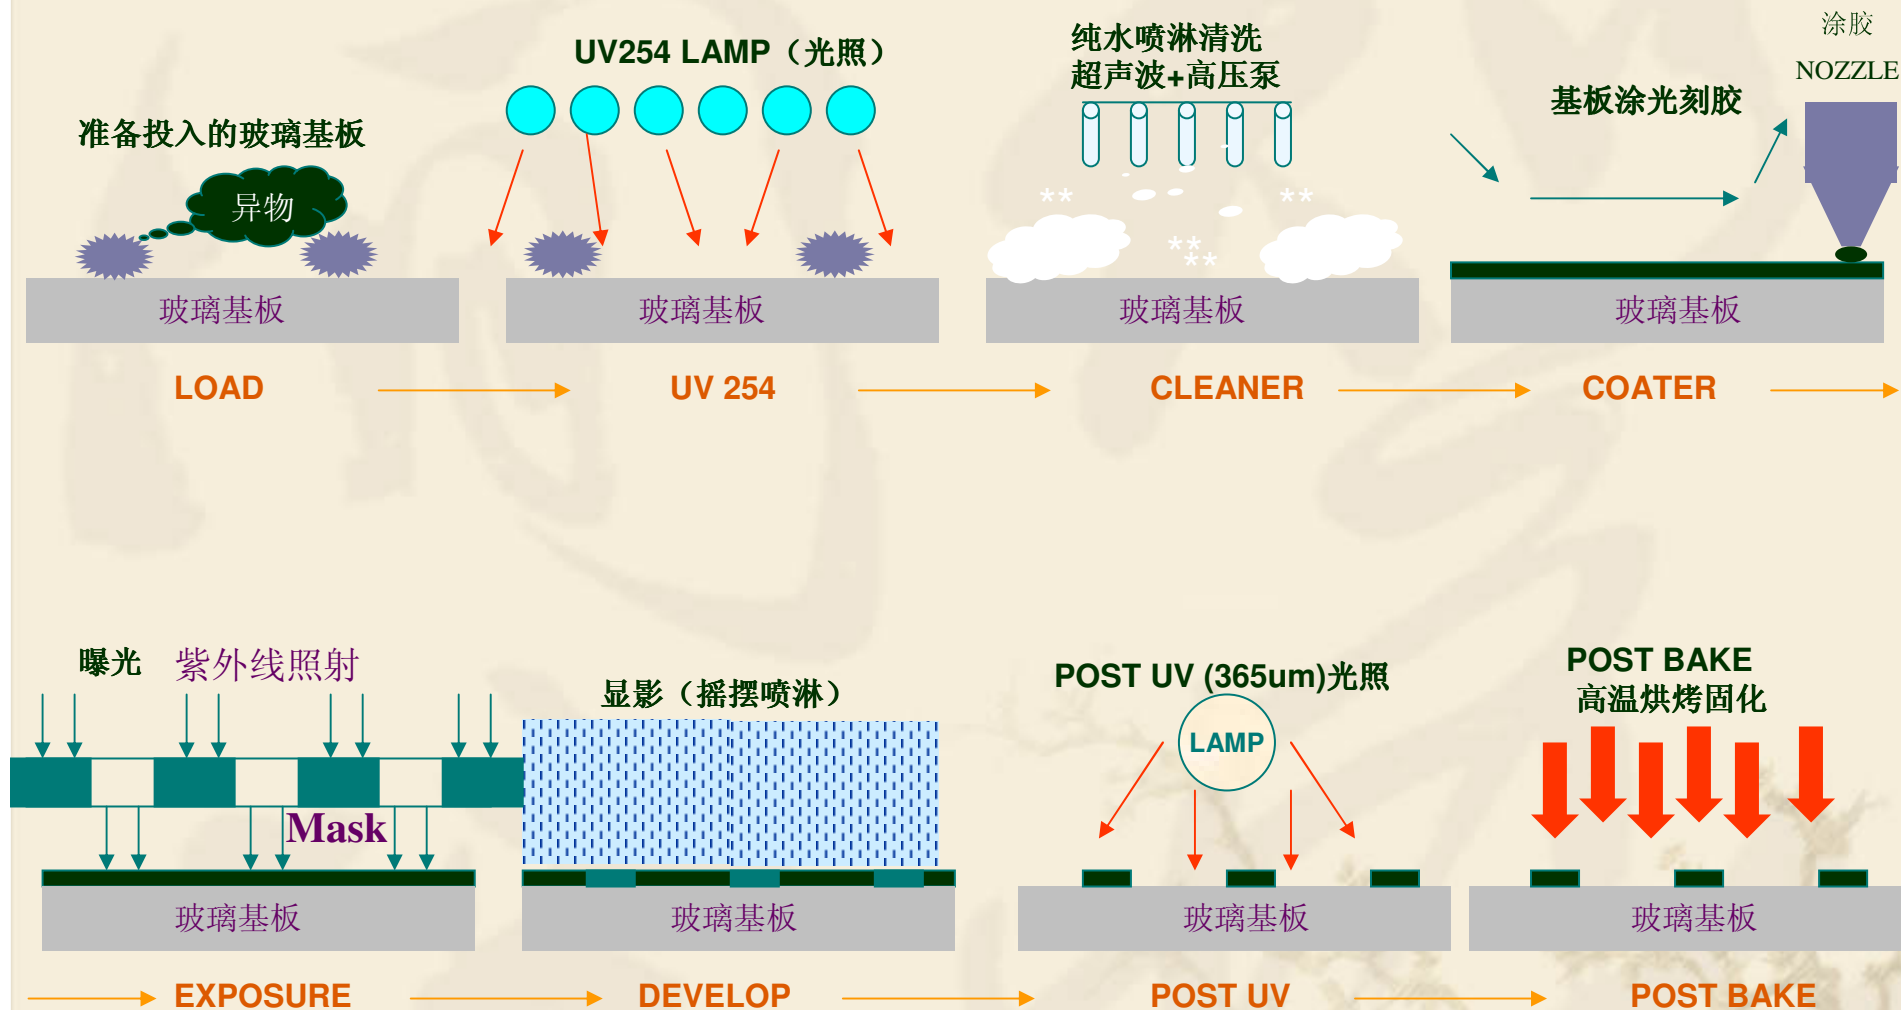 准备投入的玻璃基板
异物
玻璃基板
LOAD
UV254 LAMP（光照）
玻璃基板
UV 254
纯水喷淋清洗
超声波+高压泵
** **
**
**
玻璃基板
CLEANER
涂胶
NOZZLE
基板涂光刻胶
玻璃基板
COATER
曝光 紫外线照射
Mask
玻璃基板
EXPOSURE
显影（摇摆喷淋）
玻璃基板
DEVELOP
POST UV (365um)光照
LAMP
玻璃基板
POST UV
POST BAKE
高温烘烤固化
玻璃基板
POST BAKE